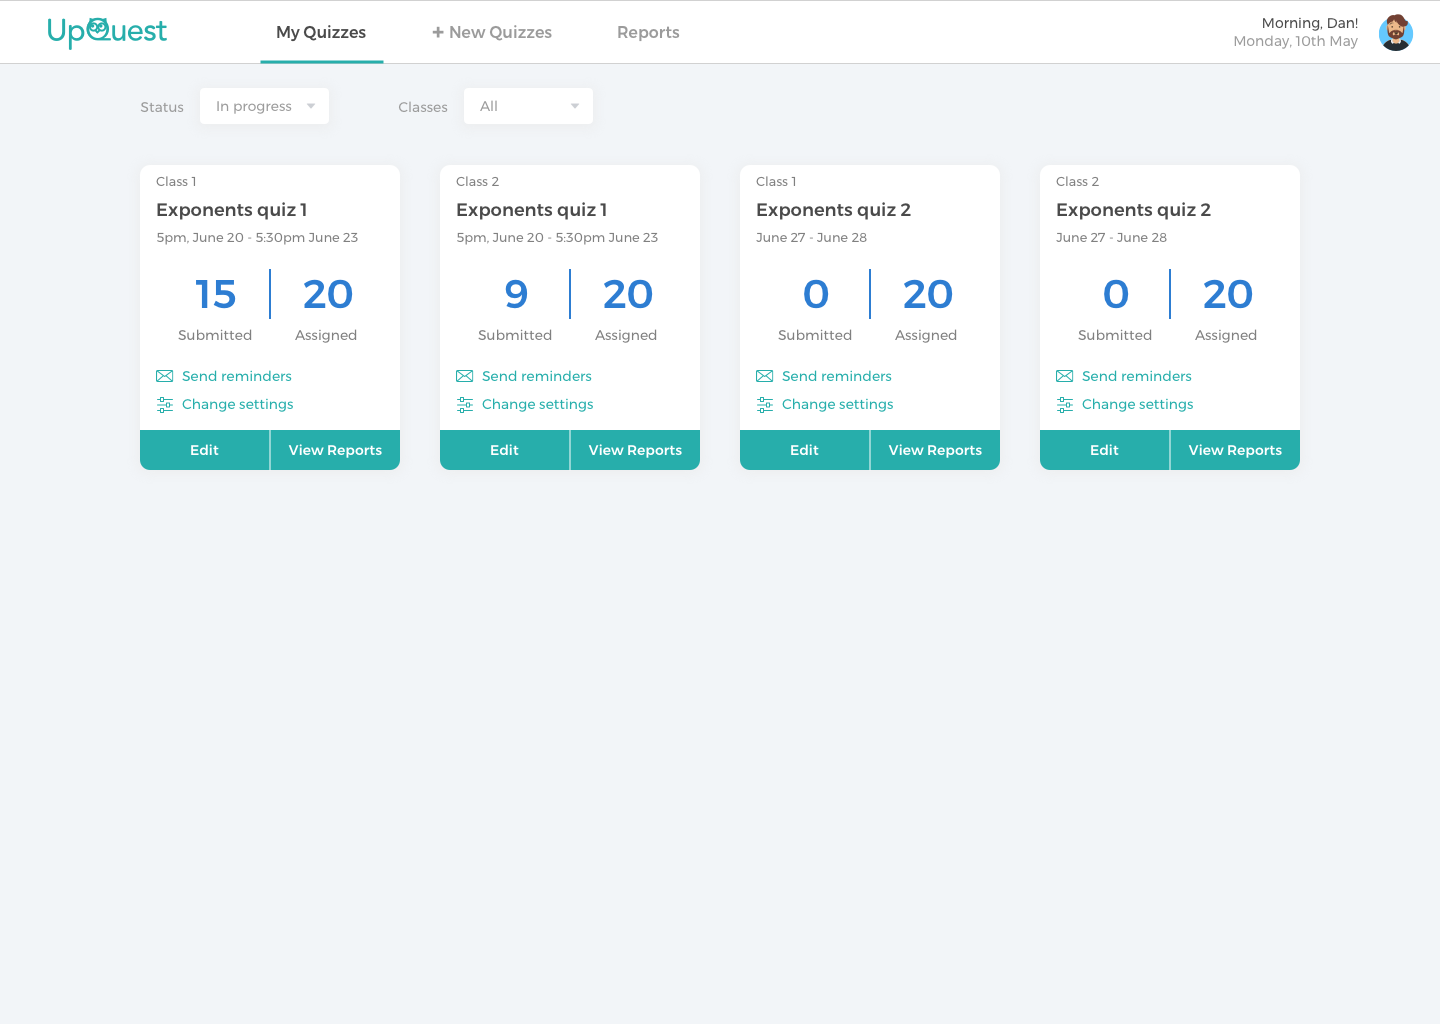 UpQuest
My Quizzes
+ New Quizzes
Reports
Morning, Dan!
Monday, 10th May
Status
In progress
Classes
All
Class 1
Exponents quiz 1
5pm, June 20 - 5:30pm June 23
15
20
Submitted
Assigned
Send reminders
Change settings
Edit
View Reports
Class 2
Exponents quiz 1
5pm, June 20 - 5:30pm June 23
9
20
Submitted
Assigned
Send reminders
Change settings
Edit
View Reports
Class 1
Exponents quiz 2
June 27 - June 28
0
20
Submitted
Assigned
Send reminders
Change settings
Edit
View Reports
Class 2
Exponents quiz 2
June 27 - June 28
0
20
Submitted
Assigned
Send reminders
Change settings
Edit
View Reports